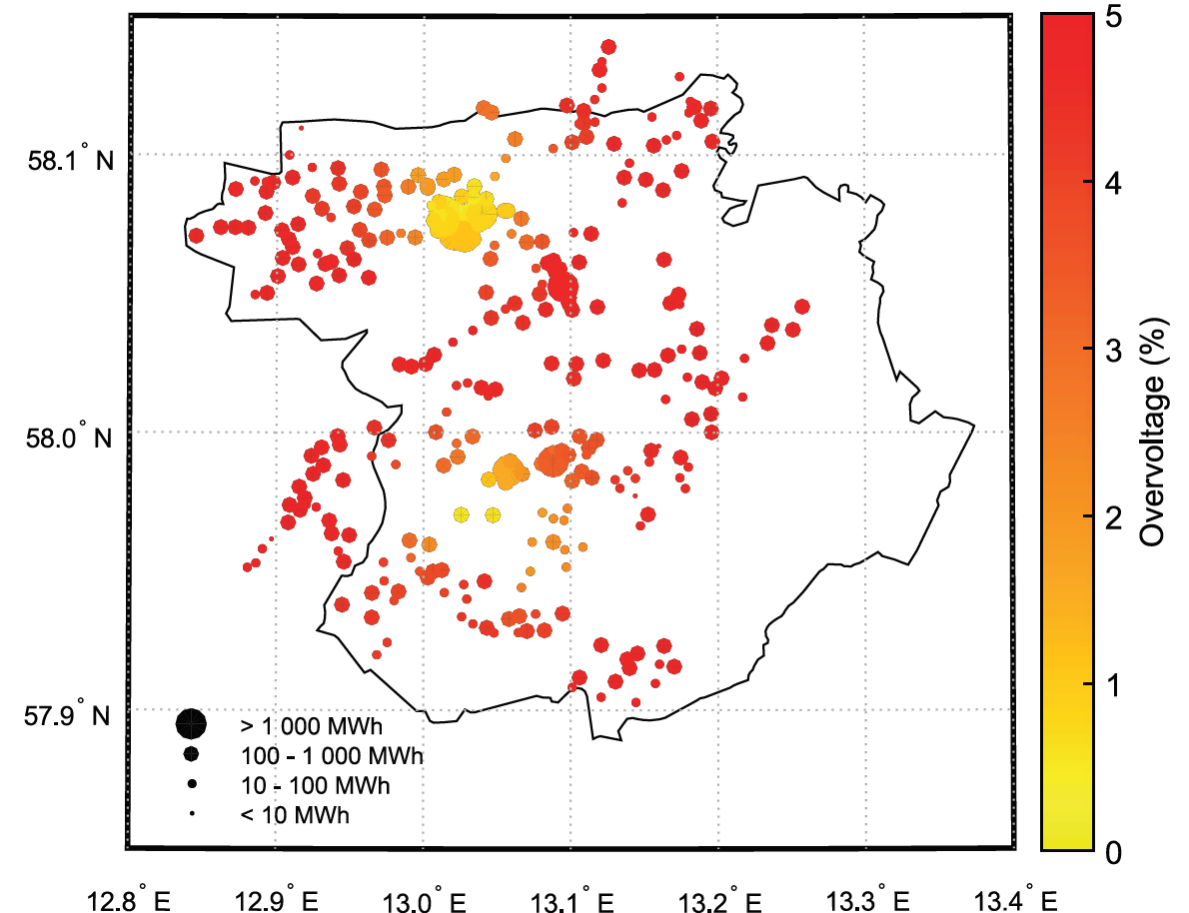 5
58.1° N
4
3
Overvoltage (%)
58.0° N
2
1
57.9° N
> 1 000 MWh
100 - 1 000 MWh
10 - 100 MWh
< 10 MWh
0
12.8° E 12.9° E 13.0° E 13.1° E 13.2° E 13.3° E 13.4° E